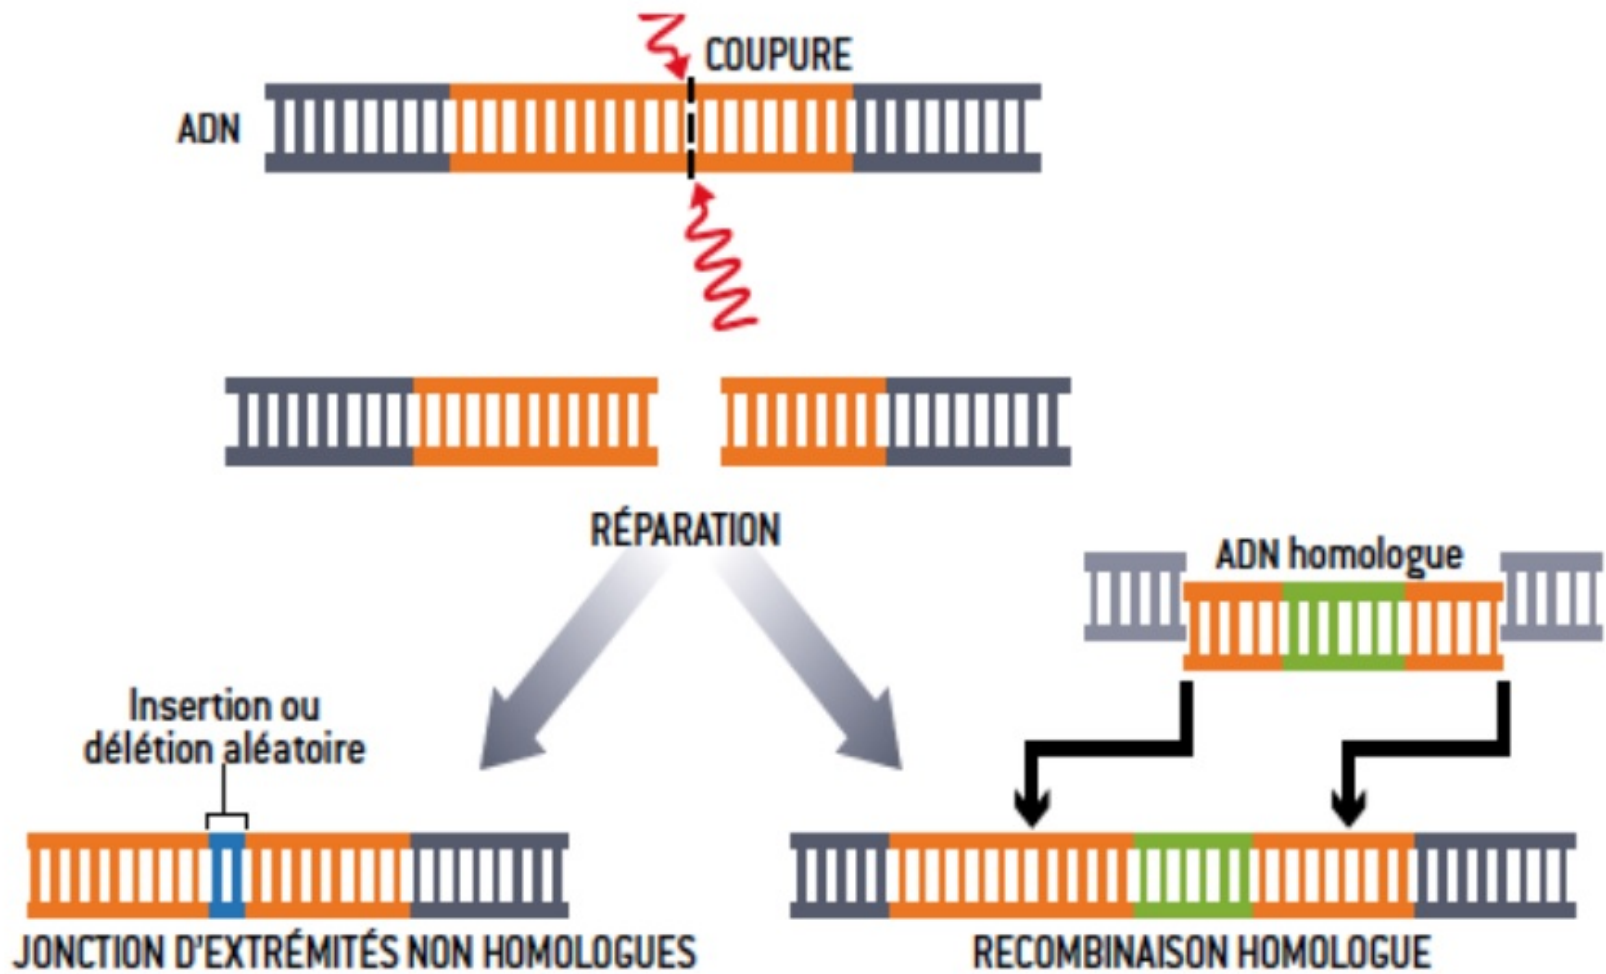 COUPURE
ADN
RÉPARATION
ADN homologue
Insertion ou
délétion aléatoire
JONCTION D'EXTRÉMITÉS NON HOMOLOGUES
RECOMBINAISON HOMOLOGUE